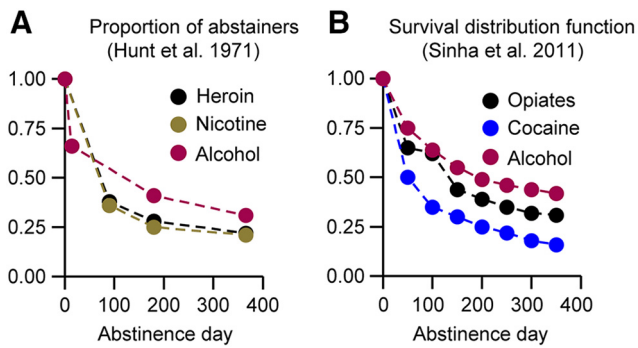 A
Proportion of abstainers
(Hunt et al. 1971)
1.00
0.75
0.50
0.25
0.00
Heroin
Nicotine
Alcohol
0 100 200 300 400
Abstinence day
B
Survival distribution function
(Sinha et al. 2011)
1.00
0.75
0.50
0.25
0.00
Opiates
Cocaine
Alcohol
0 100 200 300 400
Abstinence day